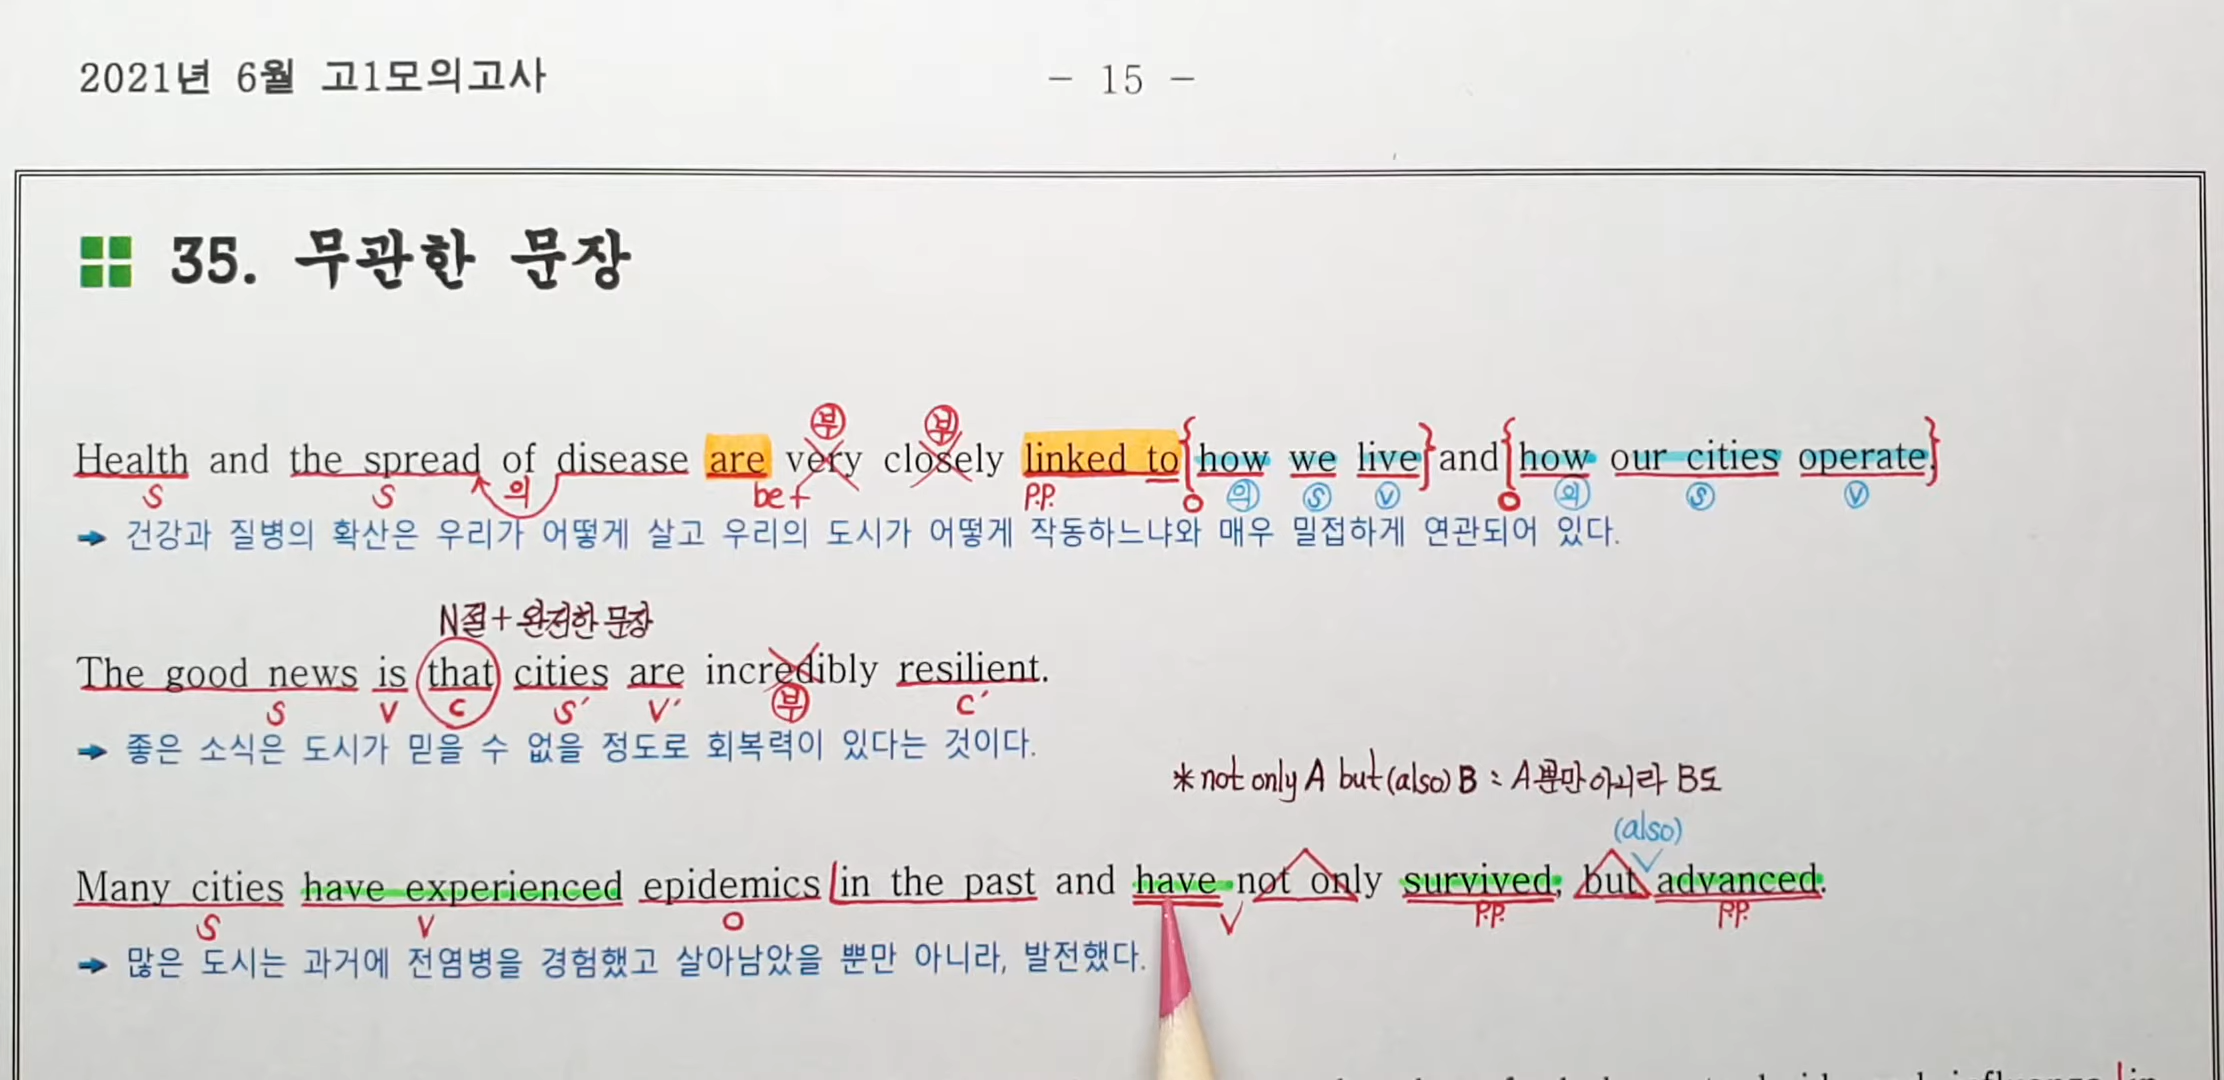 2021년 6월 고1모의고사 - 15 -
35. 무관한 문장
부 부
Health and the spread of disease are very closely linked to {how we live} and {how our cities operate}.
S S 의 be+ P.P. O 의 S V O 의 S V
➡ 건강과 질병의 확산은 우리가 어떻게 살고 우리의 도시가 어떻게 작동하느냐와 매우 밀접하게 연관되어 있다.
N절+완전한 문장
The good news is that cities are incredibly resilient.
S V C S′ V′ 부 C′
➡ 좋은 소식은 도시가 믿을 수 없을 정도로 회복력이 있다는 것이다.
*not only A but (also) B : A뿐만 아니라 B도
(also)
Many cities have experienced epidemics in the past and have not only survived, but advanced.
S V O V P.P. P.P.
➡ 많은 도시는 과거에 전염병을 경험했고 살아남았을 뿐만 아니라, 발전했다.